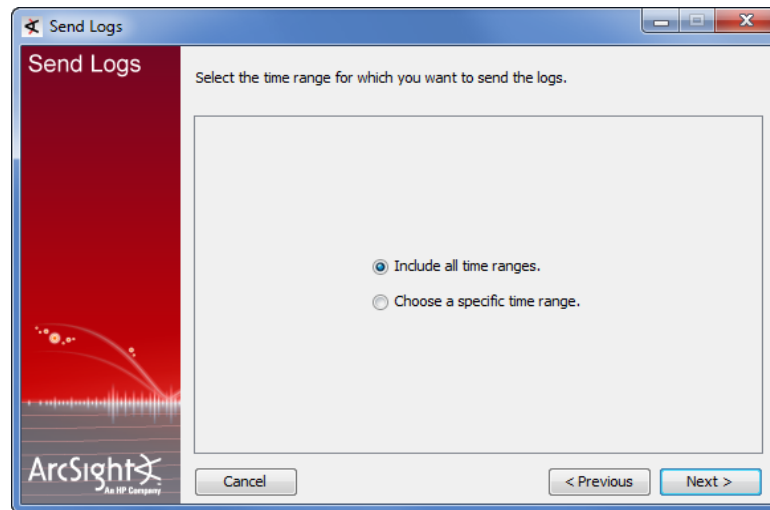 Send Logs
Send Logs
Select the time range for which you want to send the logs.
Include all time ranges.
Choose a specific time range.
ArcSight
An HP Company
Cancel
< Previous
Next >